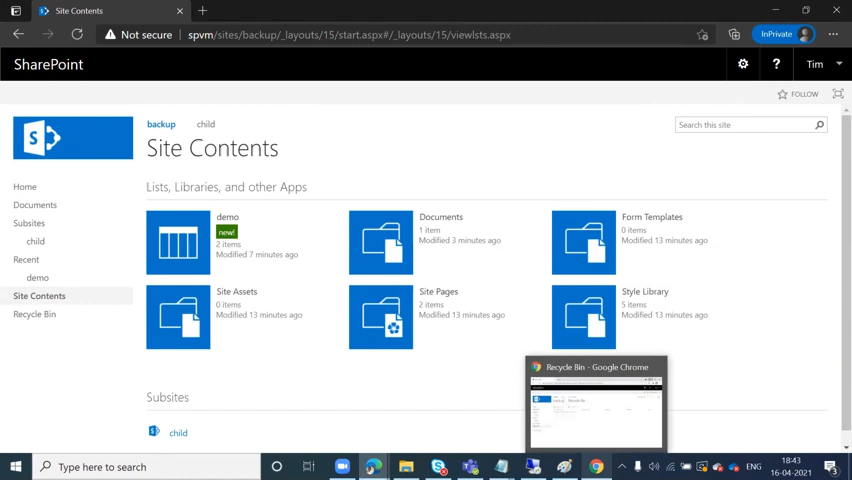 Site Contents
Not secure
spvm/sites/backup/_layouts/15/start.aspx#/_layouts/15/viewlsts.aspx
InPrivate
SharePoint
?
Tim
FOLLOW
S
backup
child
Search this site
Site Contents
Home
Documents
Subsites
child
Recent
demo
Site Contents
Recycle Bin
Lists, Libraries, and other Apps
demo
new!
2 items
Modified 7 minutes ago
Documents
1 item
Modified 3 minutes ago
Form Templates
0 items
Modified 13 minutes ago
Site Assets
0 items
Modified 13 minutes ago
Site Pages
2 items
Modified 13 minutes ago
Style Library
5 items
Modified 13 minutes ago
Recycle Bin - Google Chrome
Subsites
child
Type here to search
ENG
18:43
16-04-2021
3